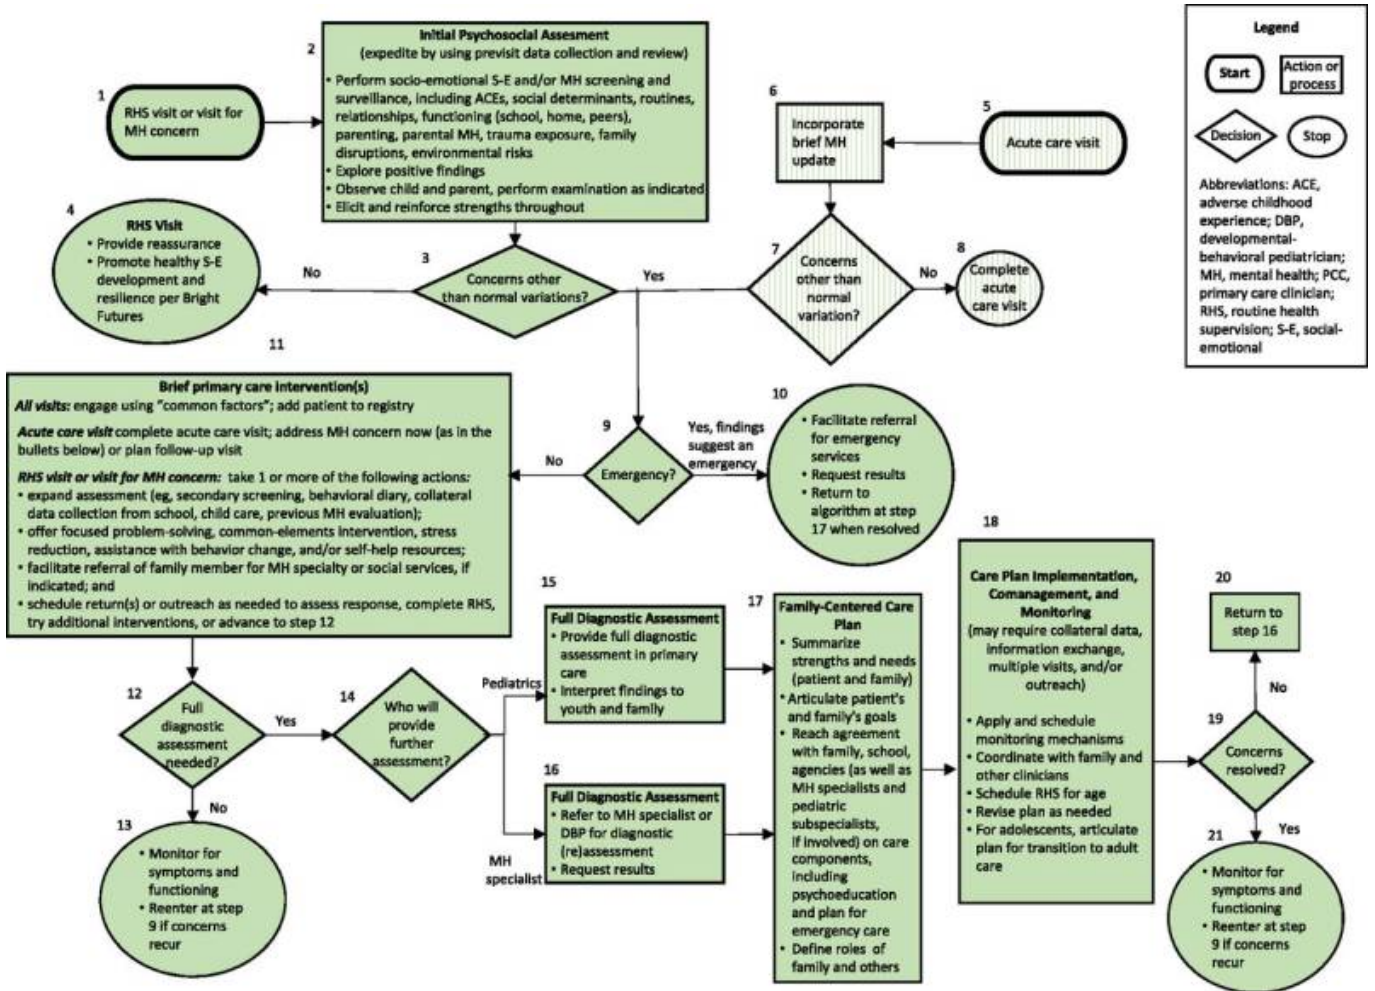 1
RHS visit or visit for
MH concern
2
Initial Psychosocial Assesment
(expedite by using previsit data collection and review)
• Perform socio-emotional S-E and/or MH screening and
surveillance, including ACEs, social determinants, routines,
relationships, functioning (school, home, peers),
parenting, parental MH, trauma exposure, family
disruptions, environmental risks
• Explore positive findings
• Observe child and parent, perform examination as indicated
• Elicit and reinforce strengths throughout
3
Concerns other
than normal variations?
No
Yes
4
RHS Visit
• Provide reassurance
• Promote healthy S-E
development and
resilience per Bright
Futures
5
Acute care visit
6
Incorporate
brief MH
update
7
Concerns
other than
normal
variation?
No
8
Complete
acute
care visit
Legend
Start
Action or
process
Decision
Stop
Abbreviations: ACE,
adverse childhood
experience; DBP,
developmental-
behavioral pediatrician;
MH, mental health; PCC,
primary care clinician;
RHS, routine health
supervision; S-E, social-
emotional
9
Emergency?
No
Yes, findings
suggest an
emergency
10
• Facilitate referral
for emergency
services
• Request results
• Return to
algorithm at step
17 when resolved
11
Brief primary care intervention(s)
All visits: engage using "common factors"; add patient to registry
Acute care visit complete acute care visit; address MH concern now (as in the
bullets below) or plan follow-up visit
RHS visit or visit for MH concern: take 1 or more of the following actions:
• expand assessment (eg, secondary screening, behavioral diary, collateral
data collection from school, child care, previous MH evaluation);
• offer focused problem-solving, common-elements intervention, stress
reduction, assistance with behavior change, and/or self-help resources;
• facilitate referral of family member for MH specialty or social services, if
indicated; and
• schedule return(s) or outreach as needed to assess response, complete RHS,
try additional interventions, or advance to step 12
12
Full
diagnostic
assessment
needed?
Yes
No
13
• Monitor for
symptoms and
functioning
• Reenter at step
9 if concerns
recur
14
Who will
provide
further
assessment?
Pediatrics
MH
specialist
15
Full Diagnostic Assessment
• Provide full diagnostic
assessment in primary
care
• Interpret findings to
youth and family
16
Full Diagnostic Assessment
• Refer to MH specialist or
DBP for diagnostic
(re)assessment
• Request results
17
Family-Centered Care
Plan
• Summarize
strengths and needs
(patient and family)
• Articulate patient's
and family's goals
• Reach agreement
with family, school,
agencies (as well as
MH specialists and
pediatric
subspecialists,
if involved) on care
components,
including
psychoeducation
and plan for
emergency care
• Define roles of
family and others
18
Care Plan Implementation,
Comanagement, and
Monitoring
(may require collateral data,
information exchange,
multiple visits, and/or
outreach)
• Apply and schedule
monitoring mechanisms
• Coordinate with family and
other clinicians
• Schedule RHS for age
• Revise plan as needed
• For adolescents, articulate
plan for transition to adult
care
19
Concerns
resolved?
No
Yes
20
Return to
step 16
21
• Monitor for
symptoms and
functioning
• Reenter at step
9 if concerns
recur